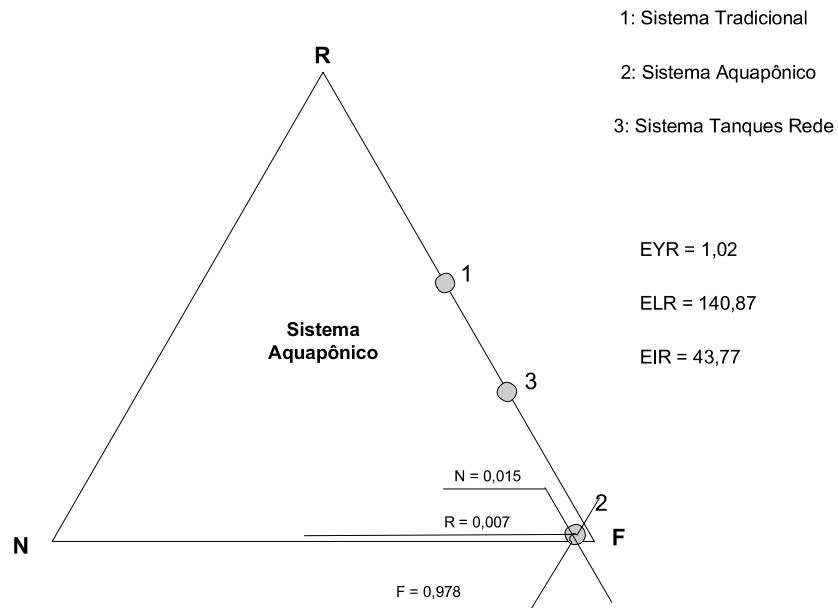 1: Sistema Tradicional
R
2: Sistema Aquapônico
3: Sistema Tanques Rede
EYR = 1,02
1
ELR = 140,87
Sistema
Aquapônico
EIR = 43,77
3
N = 0,015
2
R = 0,007
N
F
F = 0,978